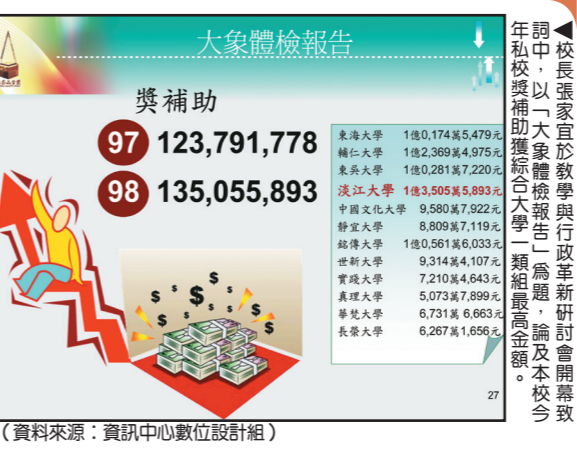 大象體檢報告
獎補助
97 123,791,778
98 135,055,893
東海大學 1億0,174萬5,479元
輔仁大學 1億2,369萬4,975元
東吳大學 1億0,281萬7,220元
淡江大學 1億3,505萬5,893元
中國文化大學 9,580萬7,922元
靜宜大學 8,809萬7,119元
銘傳大學 1億0,561萬6,033元
世新大學 9,314萬4,107元
實踐大學 7,210萬4,643元
真理大學 5,073萬7,899元
華梵大學 6,731萬 6,663元
長榮大學 6,267萬1,656元
27
◀校長張家宜於教學與行政革新研討會開幕致
詞中，以「大象體檢報告」為題，論及本校今
年私校獎補助獲綜合大學一類組最高金額。
（資料來源：資訊中心數位設計組）